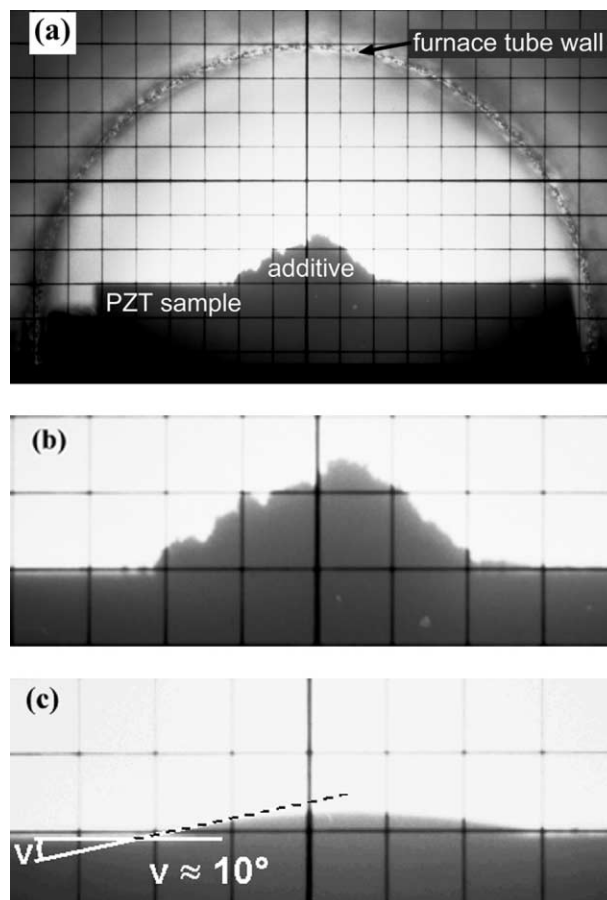 (a)
furnace tube wall
additive
PZT sample
(b)
(c)
v
v ≈ 10°